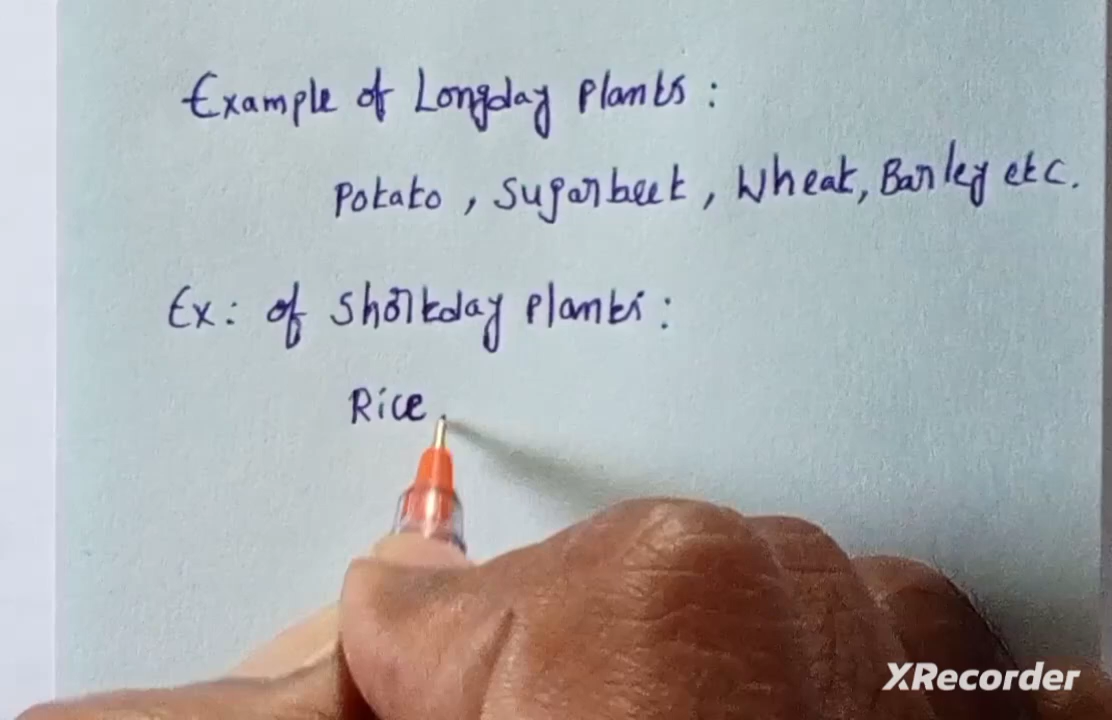 Example of Longday plants :
Potato , Sugarbeet , Wheat, Barley etc.
Ex: of Shortday plants :
Rice
XRecorder